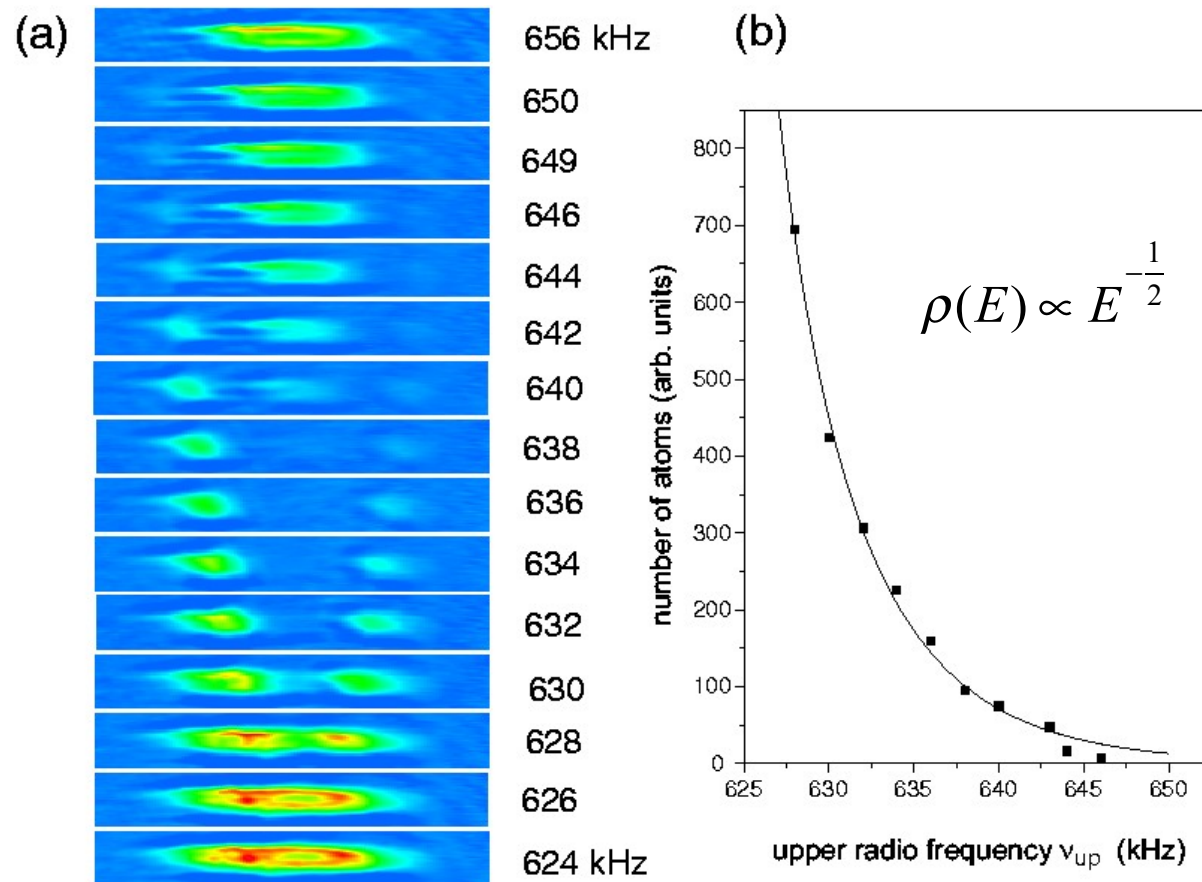 (a)
656 kHz
650
649
646
644
642
640
638
636
634
632
630
628
626
624 kHz
(b)
ρ(E) ∝ E^{-1/2}
number of atoms (arb. units)
800
700
600
500
400
300
200
100
0
625 630 635 640 645 650
upper radio frequency ν_up (kHz)